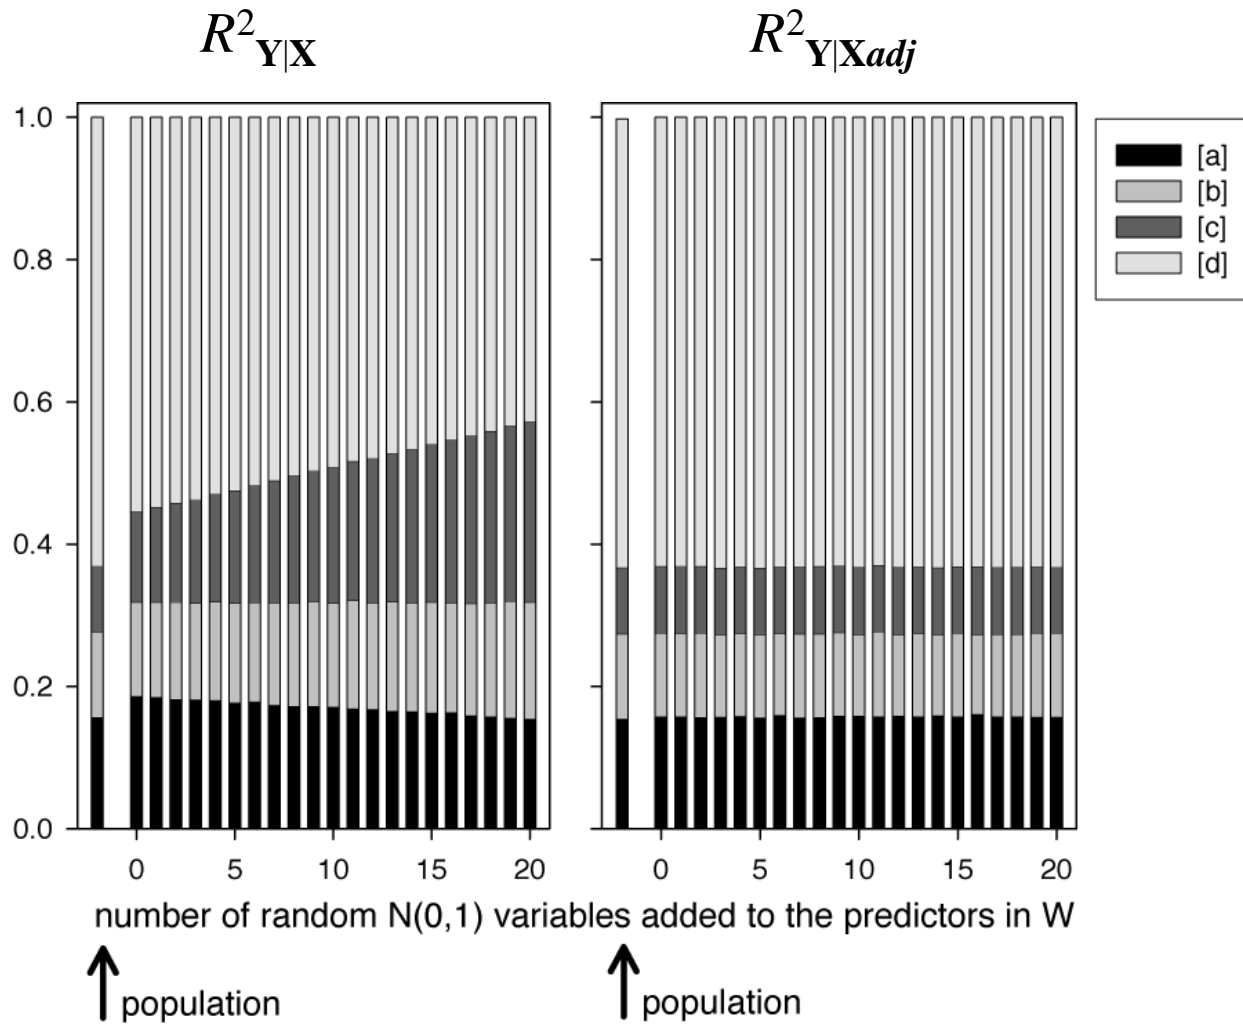 R²Y|X
R²Y|Xadj
1.0
0.8
0.6
0.4
0.2
0.0
0 5 10 15 20
0 5 10 15 20
[a]
[b]
[c]
[d]
number of random N(0,1) variables added to the predictors in W
population
population